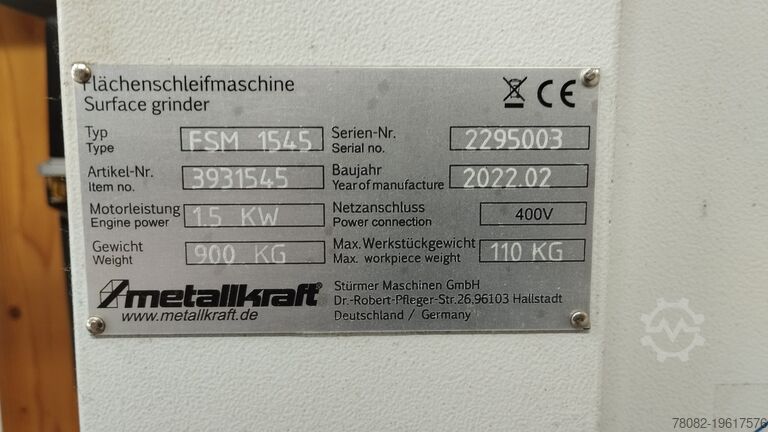 Flächenschleifmaschine
Surface grinder
Typ
Type
FSM 1545
Serien-Nr.
Serial no.
2295003
Artikel-Nr.
Item no.
3931545
Baujahr
Year of manufacture
2022.02
Motorleistung
Engine power
1.5 KW
Netzanschluss
Power connection
400V
Gewicht
Weight
900 KG
Max.Werkstückgewicht
Max. workpiece weight
110 KG
CE
metallkraft®
www.metallkraft.de
Stürmer Maschinen GmbH
Dr.-Robert-Pfleger-Str.26.96103 Hallstadt
Deutschland / Germany
78082-19617576